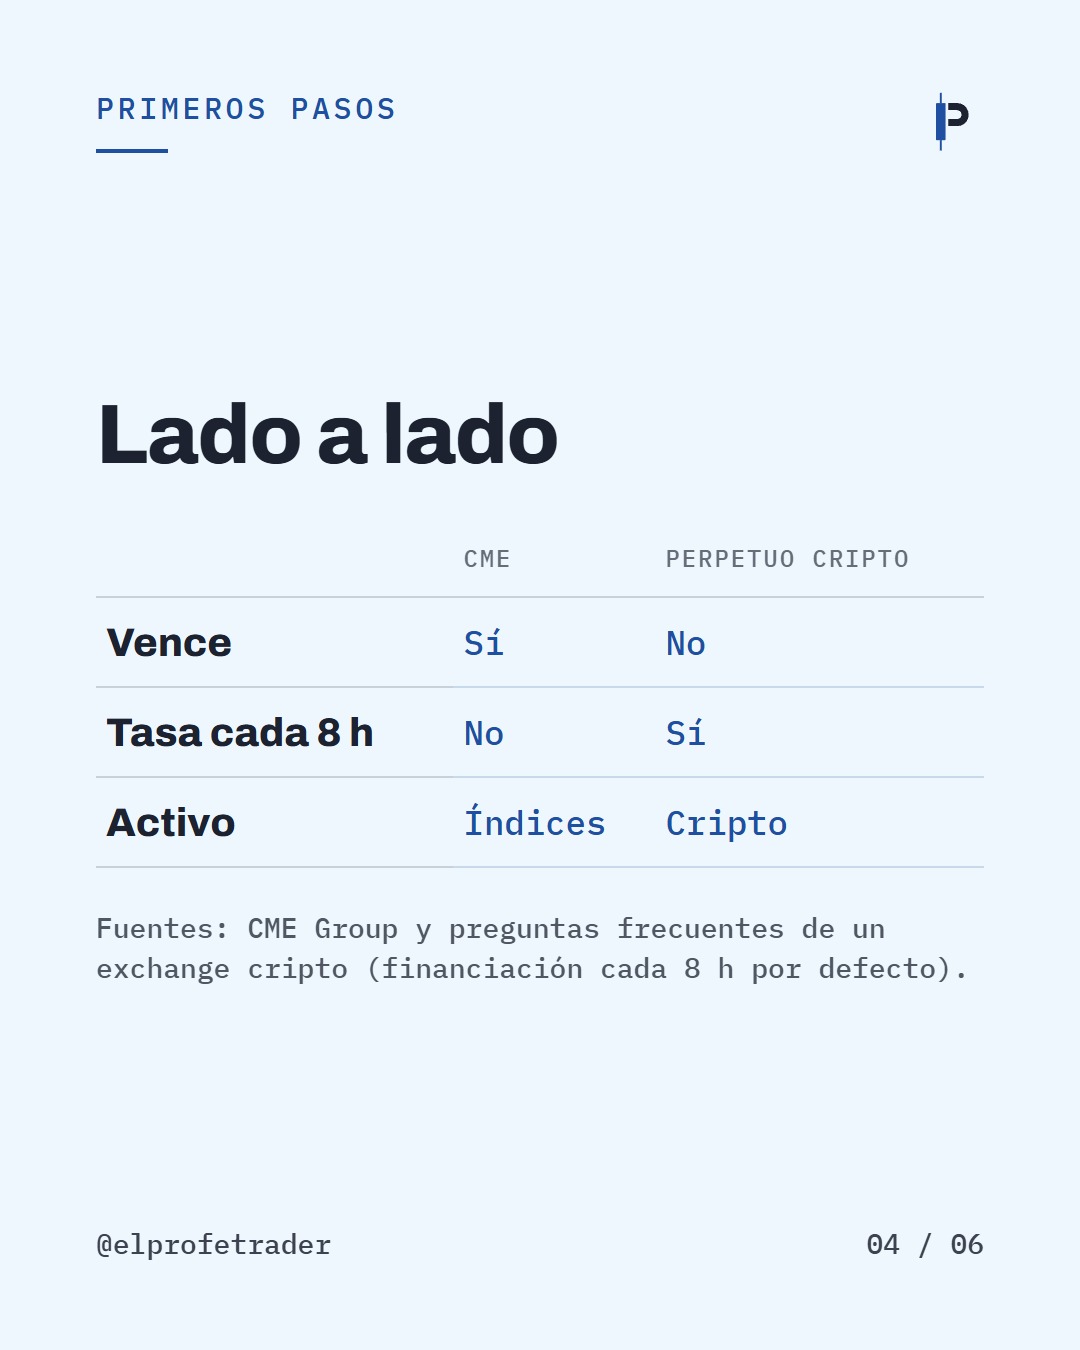 PRIMEROS PASOS
Lado a lado
CME PERPETUO CRIPTO
Vence Sí No
Tasa cada 8 h No Sí
Activo Índices Cripto
Fuentes: CME Group y preguntas frecuentes de un
exchange cripto (financiación cada 8 h por defecto).
@elprofetrader 04 / 06